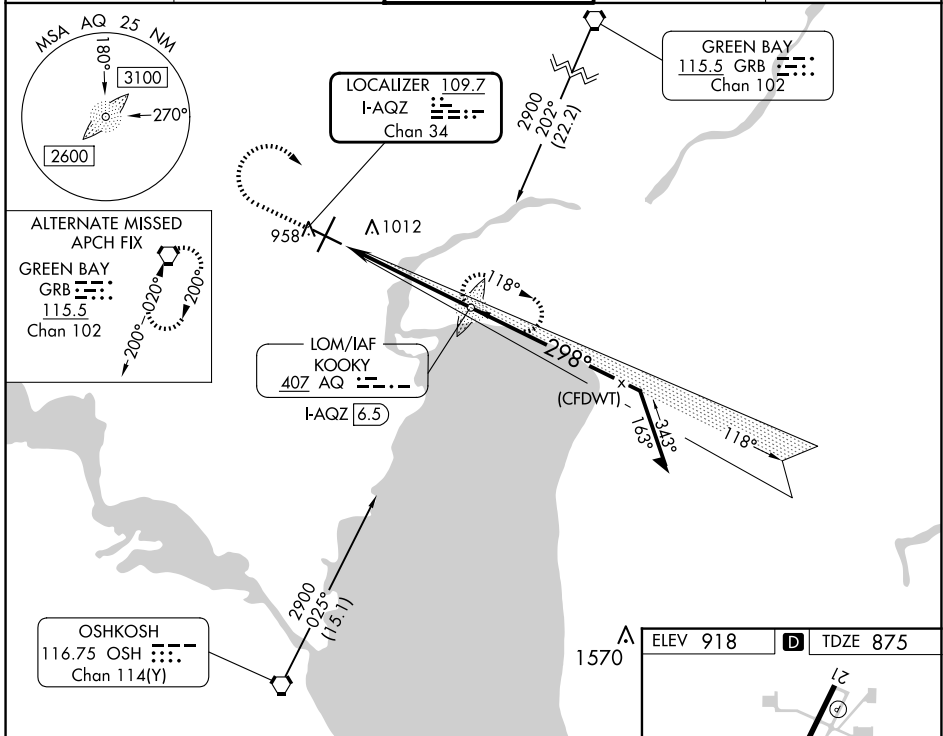 MSA AQ 25 NM
180°
3100
270°
2600
LOCALIZER 109.7
I-AQZ
Chan 34
GREEN BAY
115.5 GRB
Chan 102
2900
202°
(22.2)
ALTERNATE MISSED
APCH FIX
GREEN BAY
GRB
115.5
Chan 102
020°
200°
200°
958
1012
118°
LOM/IAF
KOOKY
407 AQ
I-AQZ 6.5
298°
x
(CFDWT)
163°
343°
118°
2900
025°
(15.1)
OSHKOSH
116.75 OSH
Chan 114(Y)
1570
ELEV 918
D
TDZE 875
21
P